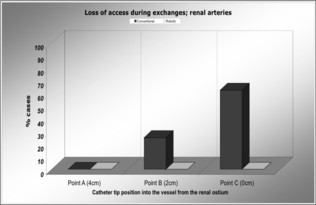 Loss of access during exchanges; renal arteries
Conventional Robotic
100
90
80
70
60
50
40
30
20
10
0
% cases
Point A (4cm) Point B (2cm) Point C (0cm)
Catheter tip position into the vessel from the renal ostium